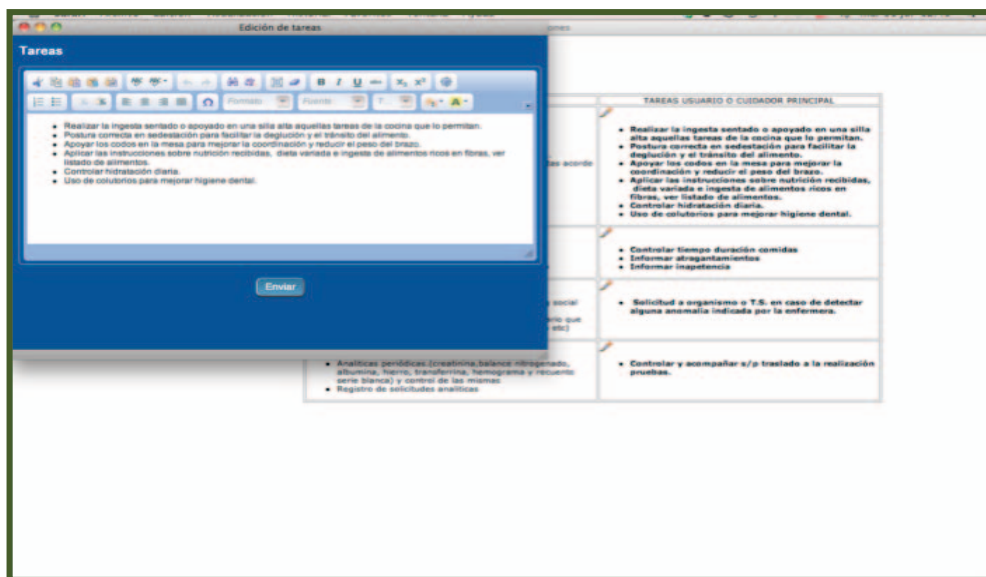 Edición de tareas
Tareas
Formato
Fuente
T...
• Realizar la ingesta sentado o apoyado en una silla alta aquellas tareas de la cocina que lo permitan.
• Postura correcta en sedestación para facilitar la deglución y el tránsito del alimento.
• Apoyar los codos en la mesa para mejorar la coordinación y reducir el peso del brazo.
• Aplicar las instrucciones sobre nutrición recibidas, dieta variada e ingesta de alimentos ricos en fibras, ver
listado de alimentos.
• Controlar hidratación diaria.
• Uso de colutorios para mejorar higiene dental.
Enviar
TAREAS USUARIO O CUIDADOR PRINCIPAL
• Realizar la ingesta sentado o apoyado en una silla
alta aquellas tareas de la cocina que lo permitan.
• Postura correcta en sedestación para facilitar la
deglución y el tránsito del alimento.
• Apoyar los codos en la mesa para mejorar la
coordinación y reducir el peso del brazo.
• Aplicar las instrucciones sobre nutrición recibidas,
dieta variada e ingesta de alimentos ricos en
fibras, ver listado de alimentos.
• Controlar hidratación diaria.
• Uso de colutorios para mejorar higiene dental.
acorde
• Controlar tiempo duración comidas
• Informar atragantamientos
• Informar inapetencia
y social
que
etc)
• Solicitud a organismo o T.S. en caso de detectar
alguna anomalia indicada por la enfermera.
• Analíticas periódicas.(creatinina,balance nitrogenado,
albumina, hierro, transferrina, hemograma y recuento
serie blanca) y control de las mismas
• Registro de solicitudes analíticas
• Controlar y acompañar s/p traslado a la realización
pruebas.